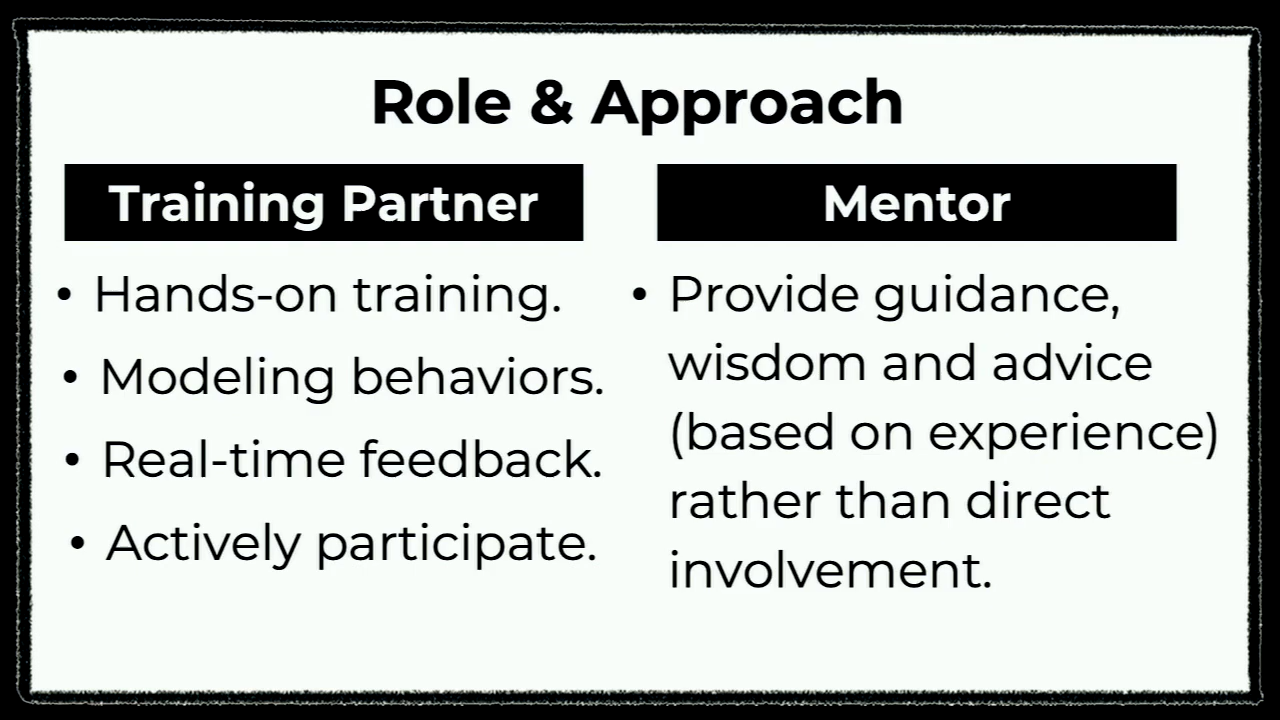 Role & Approach
Training Partner
• Hands-on training.
• Modeling behaviors.
• Real-time feedback.
• Actively participate.
Mentor
• Provide guidance,
wisdom and advice
(based on experience)
rather than direct
involvement.